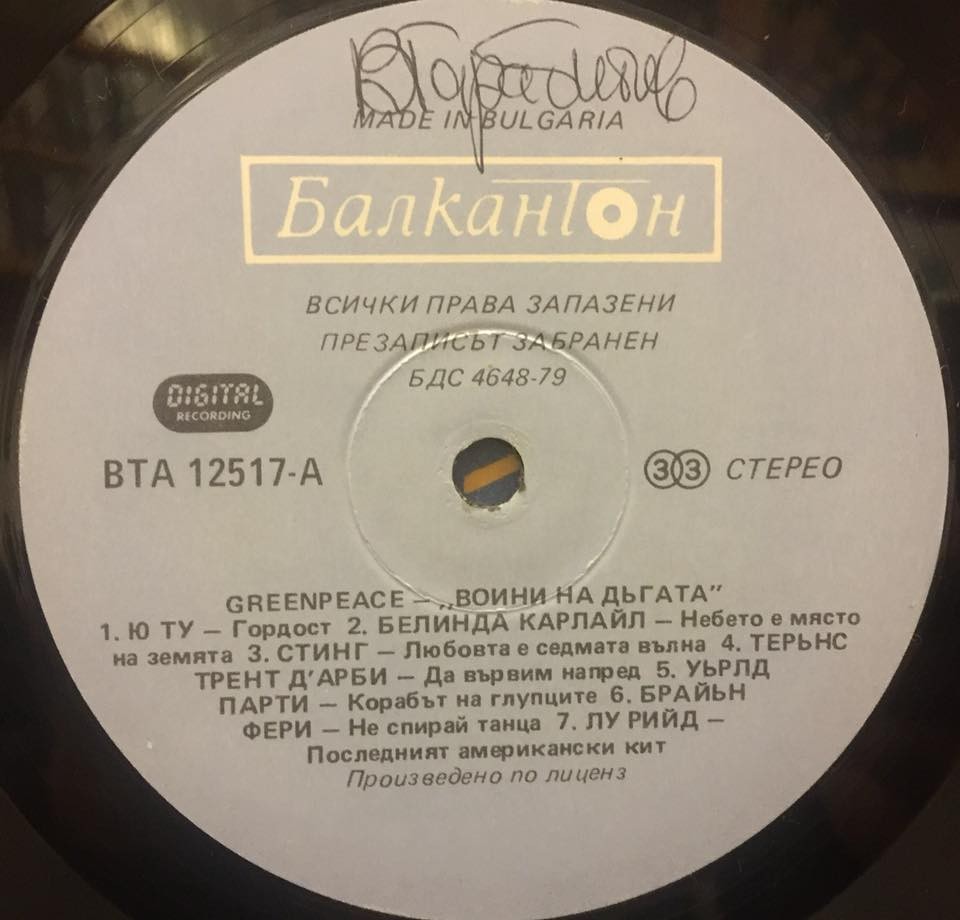 MADE IN BULGARIA
БалканТон
ВСИЧКИ ПРАВА ЗАПАЗЕНИ
ПРЕЗАПИСЪТ ЗАБРАНЕН
БДС 4648-79
DIGITAL
RECORDING
ВТА 12517-А
33 СТЕРЕО
GREENPEACE — „ВОИНИ НА ДЪГАТА"
1. Ю ТУ — Гордост 2. БЕЛИНДА КАРЛАЙЛ — Небето е място
на земята 3. СТИНГ — Любовта е седмата вълна 4. ТЕРЪНС
ТРЕНТ Д'АРБИ — Да вървим напред 5. УЪРЛД
ПАРТИ — Корабът на глупците 6. БРАЙЪН
ФЕРИ — Не спирай танца 7. ЛУ РИЙД —
Последният американски кит
Произведено по лиценз